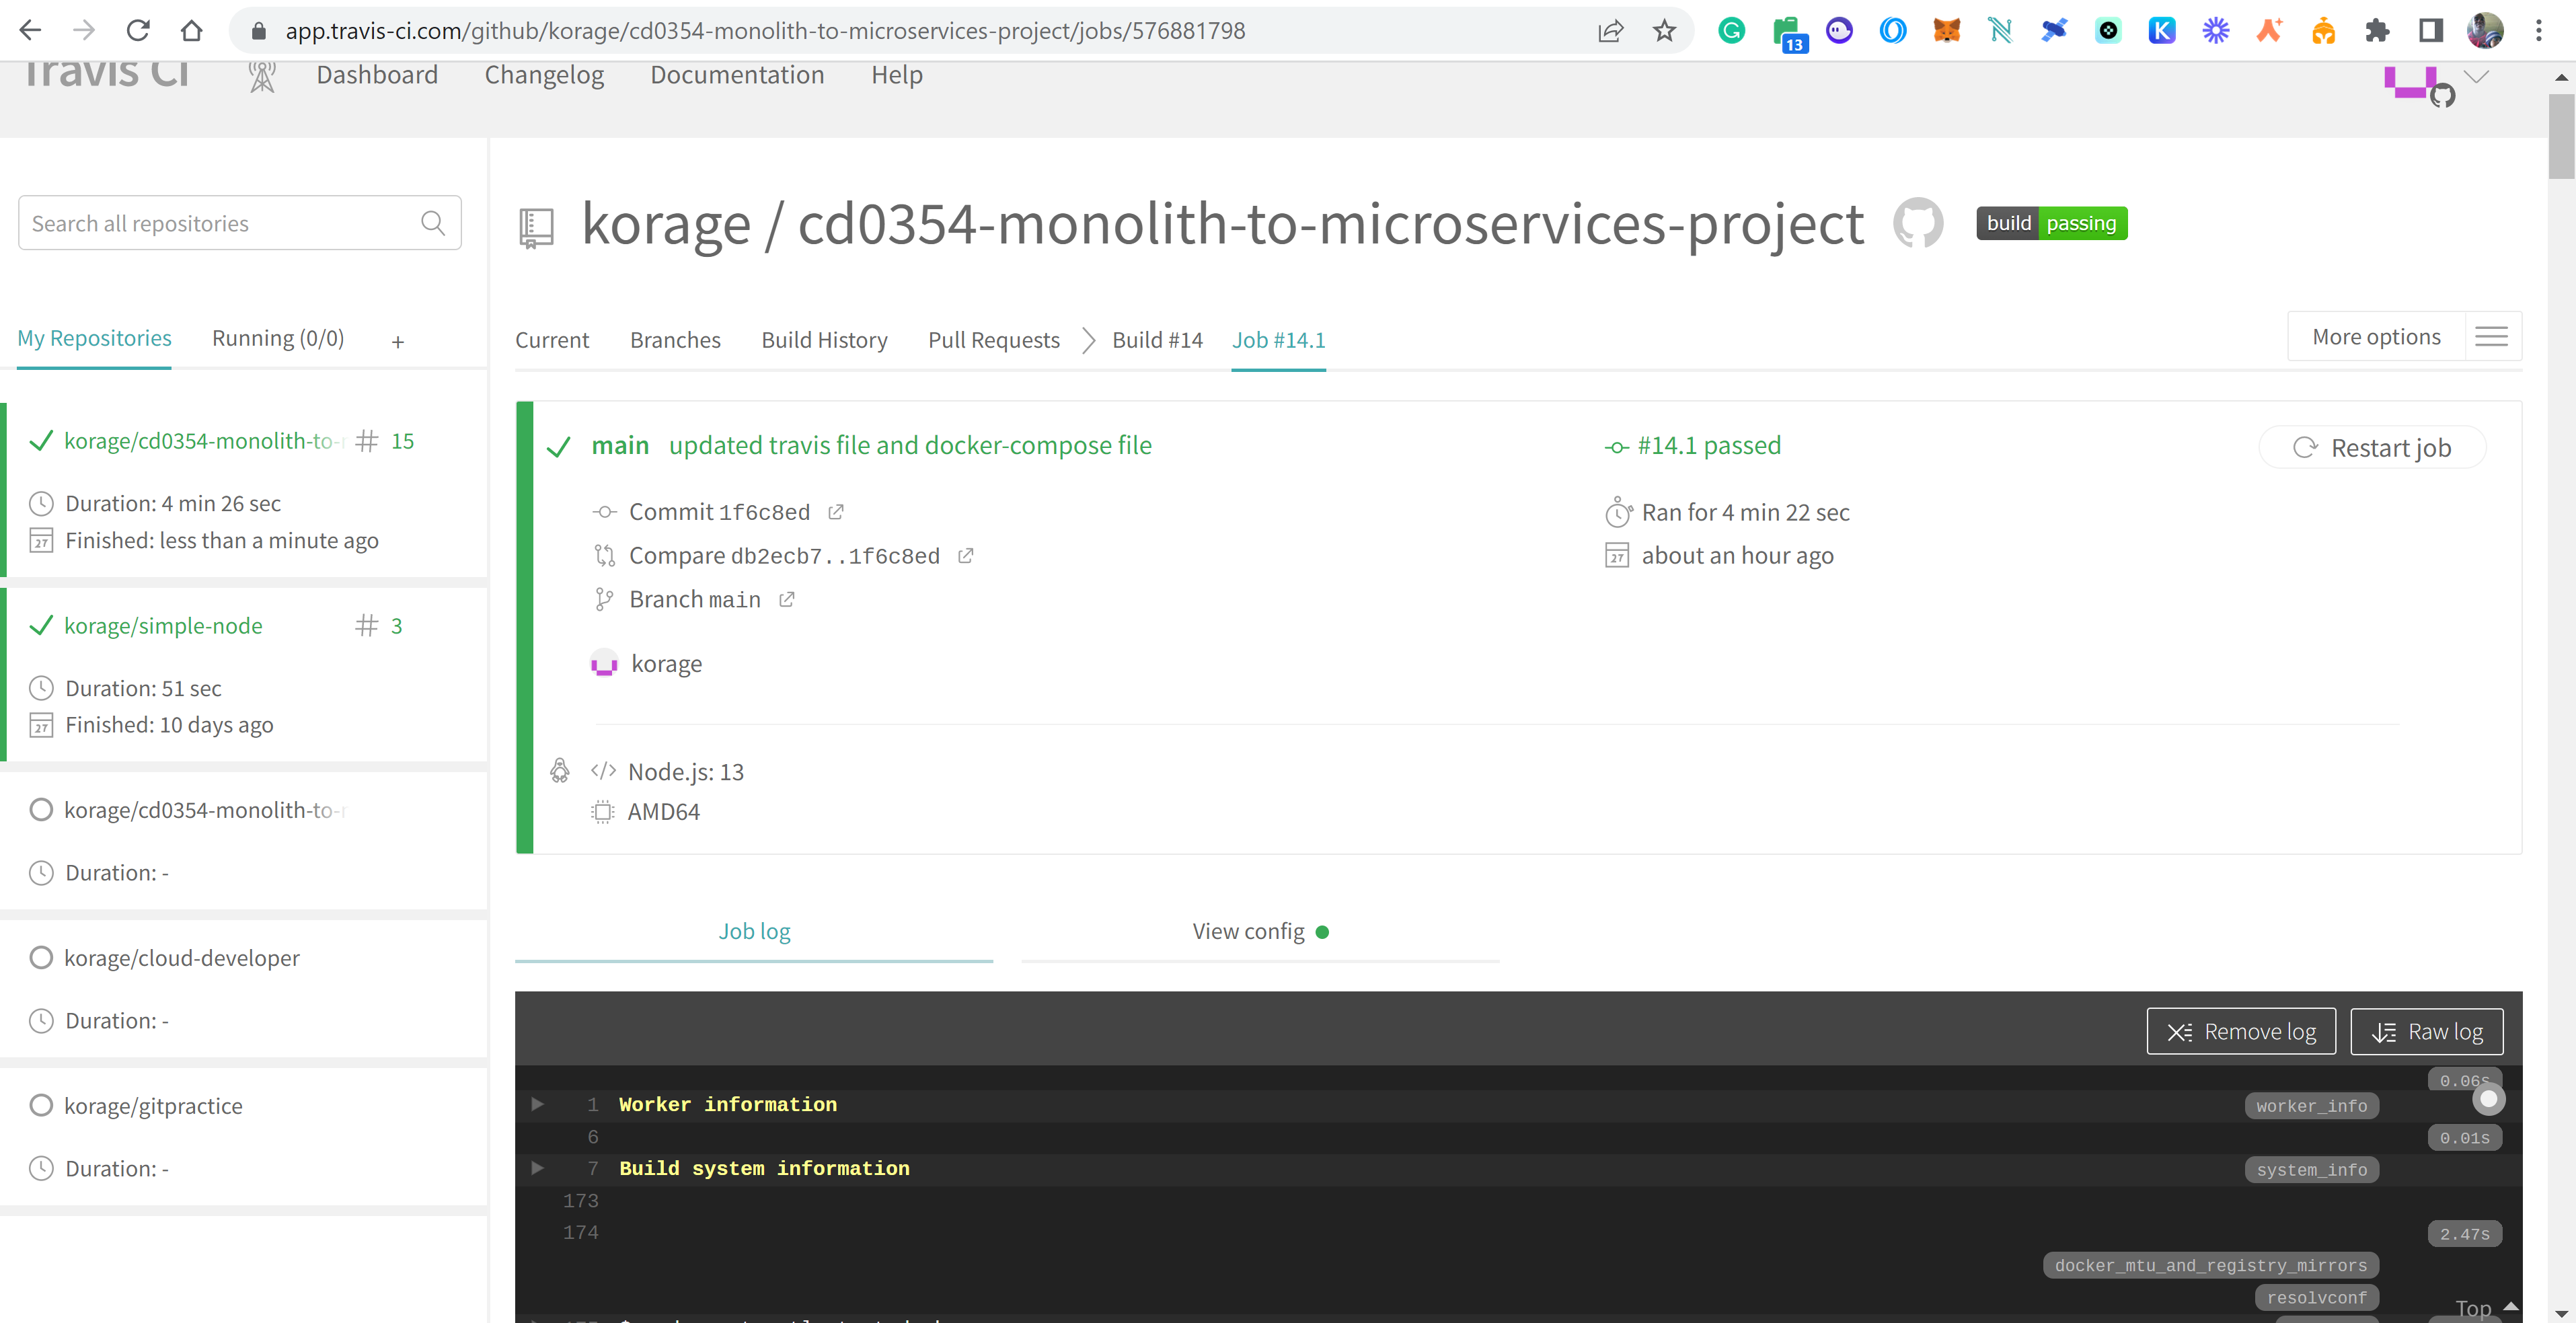 app.travis-ci.com/github/korage/cd0354-monolith-to-microservices-project/jobs/576881798
13
K
Travis CI
Dashboard
Changelog
Documentation
Help
Search all repositories
My Repositories
Running (0/0)
+
korage/cd0354-monolith-to-
# 15
Duration: 4 min 26 sec
27
Finished: less than a minute ago
korage/simple-node
# 3
Duration: 51 sec
27
Finished: 10 days ago
korage/cd0354-monolith-to-
Duration: -
korage/cloud-developer
Duration: -
korage/gitpractice
Duration: -
korage / cd0354-monolith-to-microservices-project
build passing
Current
Branches
Build History
Pull Requests
Build #14
Job #14.1
More options
main updated travis file and docker-compose file
Commit 1f6c8ed
Compare db2ecb7..1f6c8ed
Branch main
korage
#14.1 passed
Ran for 4 min 22 sec
27
about an hour ago
Restart job
</> Node.js: 13
AMD64
Job log
View config
Remove log
Raw log
0.06s
1 Worker information
worker_info
6
0.01s
7 Build system information
system_info
173
174
2.47s
docker_mtu_and_registry_mirrors
resolvconf
Top